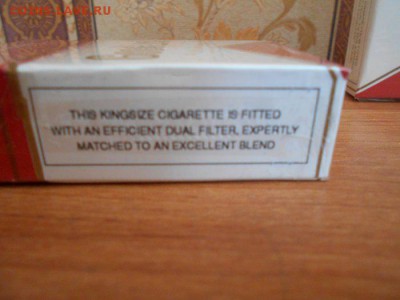 THIS KINGSIZE CIGARETTE IS FITTED
WITH AN EFFICIENT DUAL FILTER, EXPERTLY
MATCHED TO AN EXCELLENT BLEND